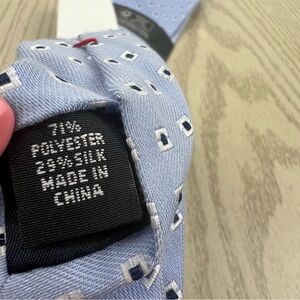 71%
POLYESTER
29% SILK
MADE IN
CHINA